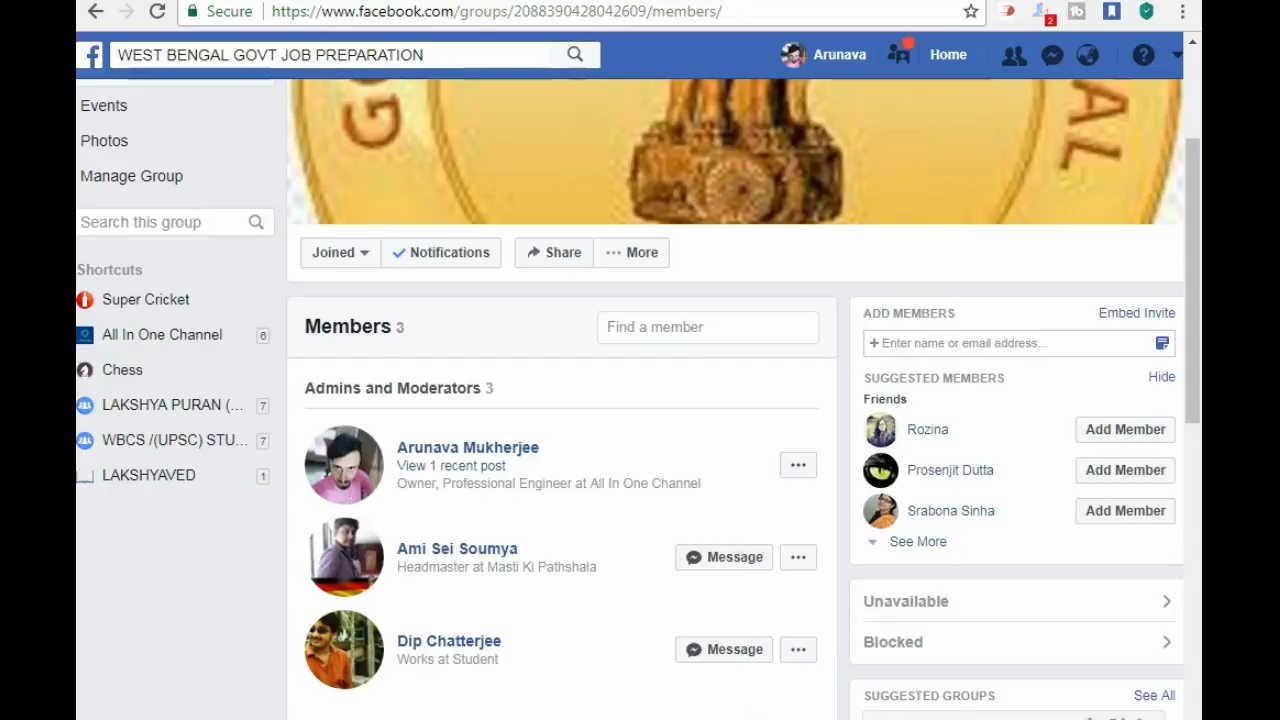 Secure
https://www.facebook.com/groups/2088390428042609/members/
2
WEST BENGAL GOVT JOB PREPARATION
Arunava
Home
Events
Photos
Manage Group
Search this group
Shortcuts
Super Cricket
All In One Channel 6
Chess
LAKSHYA PURAN (... 7
WBCS /(UPSC) STU... 7
LAKSHYAVED 1
GO
AL
Joined
Notifications
Share
More
Members 3
Find a member
Admins and Moderators 3
Arunava Mukherjee
View 1 recent post
Owner, Professional Engineer at All In One Channel
Ami Sei Soumya
Headmaster at Masti Ki Pathshala
Message
Dip Chatterjee
Works at Student
Message
ADD MEMBERS
Embed Invite
+ Enter name or email address...
SUGGESTED MEMBERS
Hide
Friends
Rozina
Add Member
Prosenjit Dutta
Add Member
Srabona Sinha
Add Member
See More
Unavailable
Blocked
SUGGESTED GROUPS
See All